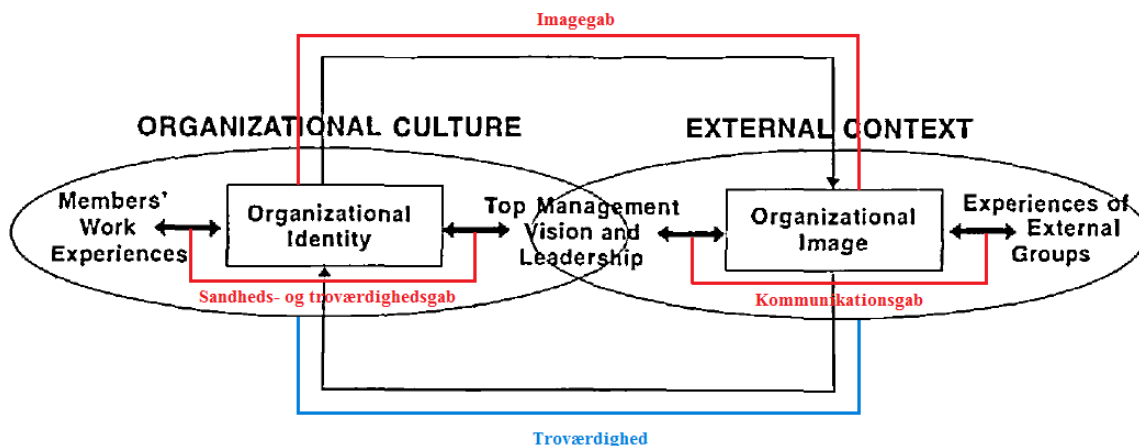 Imagegab
ORGANIZATIONAL CULTURE
EXTERNAL CONTEXT
Members'
Work
Experiences
Organizational
Identity
Top Management
Vision and
Leadership
Organizational
Image
Experiences of
External
Groups
Sandheds- og troværdighedsgab
Kommunikationsgab
Troværdighed